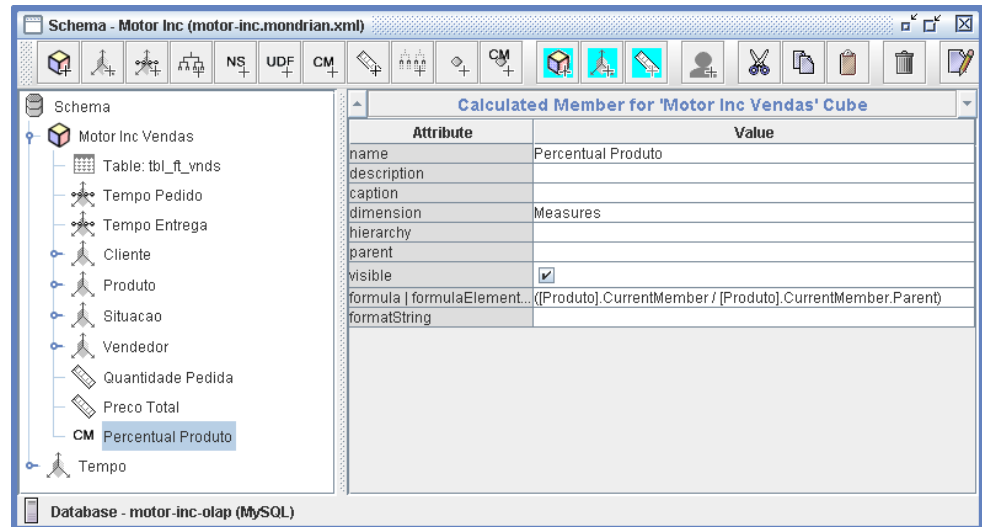 Schema - Motor Inc (motor-inc.mondrian.xml)
NS UDF CM CM
Schema
Motor Inc Vendas
Table: tbl_ft_vnds
Tempo Pedido
Tempo Entrega
Cliente
Produto
Situacao
Vendedor
Quantidade Pedida
Preco Total
CM Percentual Produto
Tempo
Calculated Member for 'Motor Inc Vendas' Cube
Attribute Value
name Percentual Produto
description
caption
dimension Measures
hierarchy
parent
visible
formula | formulaElement... ([Produto].CurrentMember / [Produto].CurrentMember.Parent)
formatString
Database - motor-inc-olap (MySQL)